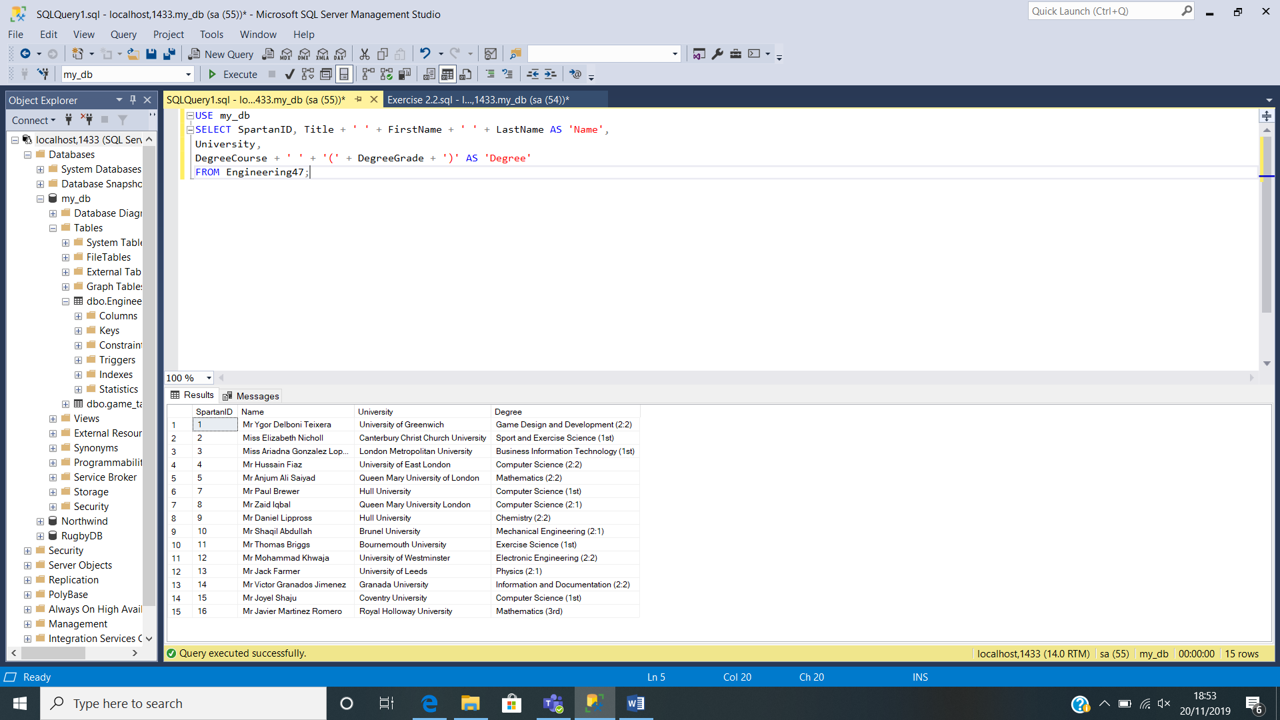 SQLQuery1.sql - localhost,1433.my_db (sa (55))* - Microsoft SQL Server Management Studio
Quick Launch (Ctrl+Q)
File Edit View Query Project Tools Window Help
New Query
my_db Execute
Object Explorer
SQLQuery1.sql - lo...433.my_db (sa (55))* Exercise 2.2.sql - l...,1433.my_db (sa (54))*
Connect
localhost,1433 (SQL Serv
Databases
System Databases
Database Snapsho
my_db
Database Diagr
Tables
System Table
FileTables
External Tab
Graph Tables
dbo.Enginee
Columns
Keys
Constraint
Triggers
Indexes
Statistics
dbo.game_ta
Views
External Resour
Synonyms
Programmabilit
Service Broker
Storage
Security
Northwind
RugbyDB
Security
Server Objects
Replication
PolyBase
Always On High Avai
Management
Integration Services C
USE my_db
SELECT SpartanID, Title + ' ' + FirstName + ' ' + LastName AS 'Name',
University,
DegreeCourse + ' ' + '(' + DegreeGrade + ')' AS 'Degree'
FROM Engineering47;
100 %
Results Messages
SpartanID Name University Degree
1 1 Mr Ygor Delboni Teixera University of Greenwich Game Design and Development (2:2)
2 2 Miss Elizabeth Nicholl Canterbury Christ Church University Sport and Exercise Science (1st)
3 3 Miss Ariadna Gonzalez Lop... London Metropolitan University Business Information Technology (1st)
4 4 Mr Hussain Fiaz University of East London Computer Science (2:2)
5 5 Mr Anjum Ali Saiyad Queen Mary University of London Mathematics (2:2)
6 7 Mr Paul Brewer Hull University Computer Science (1st)
7 8 Mr Zaid Iqbal Queen Mary University London Computer Science (2:1)
8 9 Mr Daniel Lippross Hull University Chemistry (2:2)
9 10 Mr Shaqil Abdullah Brunel University Mechanical Engineering (2:1)
10 11 Mr Thomas Briggs Bournemouth University Exercise Science (1st)
11 12 Mr Mohammad Khwaja University of Westminster Electronic Engineering (2:2)
12 13 Mr Jack Farmer University of Leeds Physics (2:1)
13 14 Mr Victor Granados Jimenez Granada University Information and Documentation (2:2)
14 15 Mr Joyel Shaju Coventry University Computer Science (1st)
15 16 Mr Javier Martinez Romero Royal Holloway University Mathematics (3rd)
Query executed successfully. localhost,1433 (14.0 RTM) sa (55) my_db 00:00:00 15 rows
Ready Ln 5 Col 20 Ch 20 INS
Type here to search
18:53
20/11/2019
6